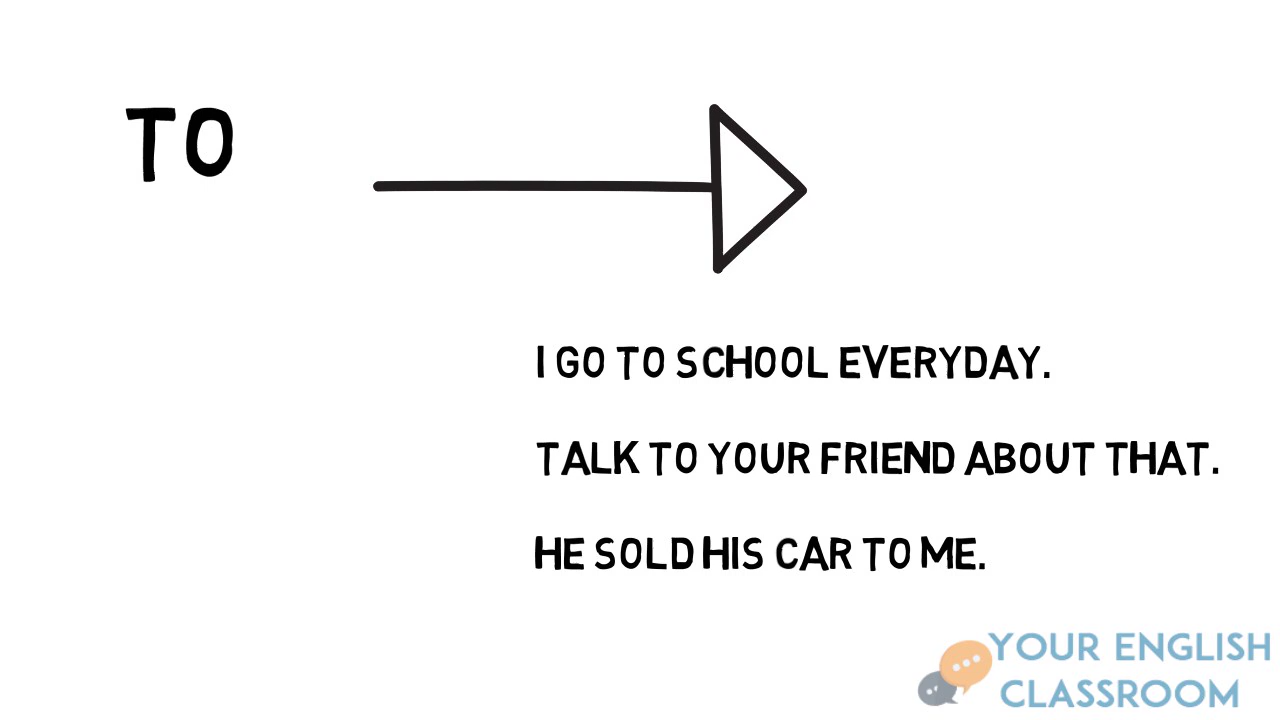 TO
I GO TO SCHOOL EVERYDAY.
TALK TO YOUR FRIEND ABOUT THAT.
HE SOLD HIS CAR TO ME.
YOUR ENGLISH
CLASSROOM